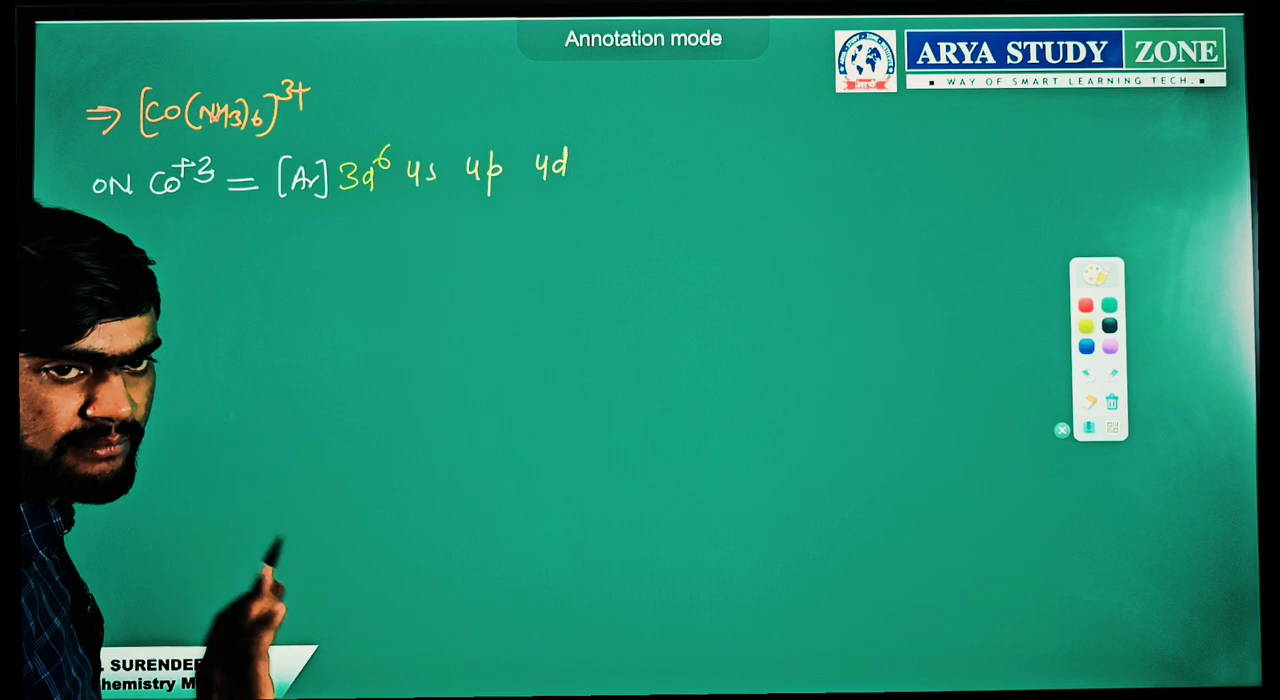 Annotation mode
ARYA STUDY ZONE
▪ WAY OF SMART LEARNING TECH. ▪
⇒ [Co(NH3)6]³⁺
ON Co⁺³ = [Ar] 3d⁶ 4s 4p 4d
. SURENDE
hemistry M